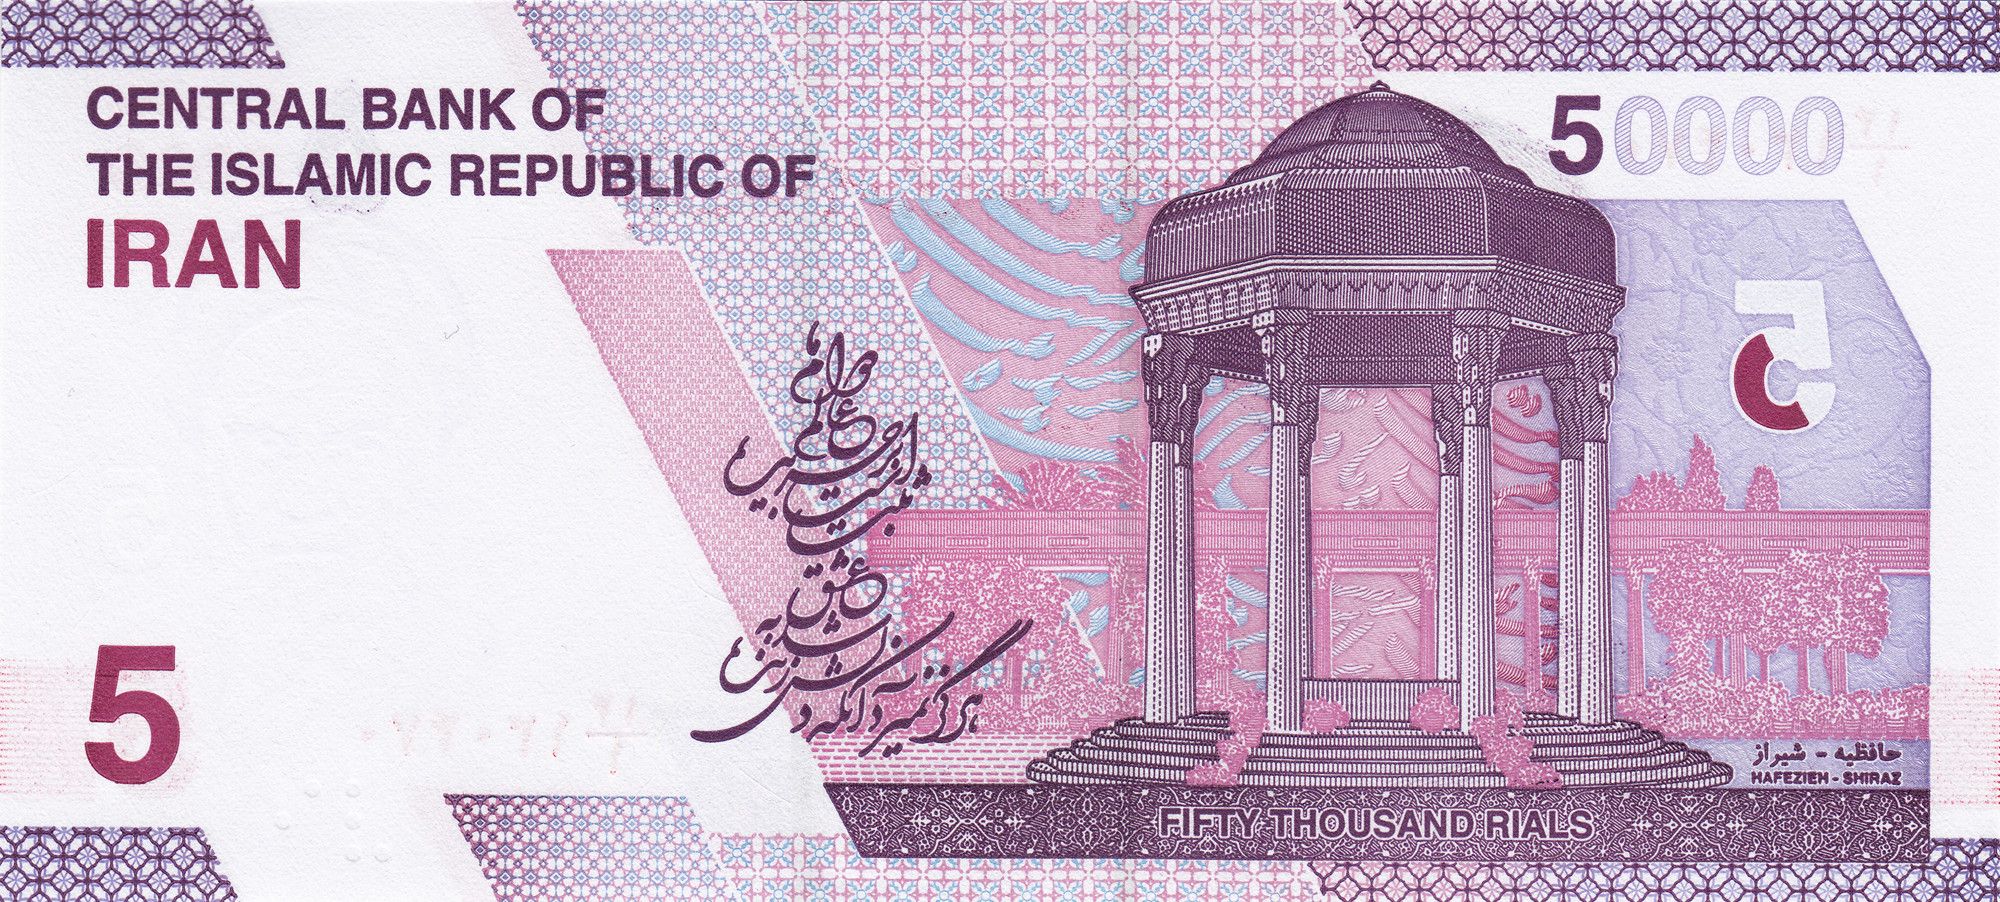 CENTRAL BANK OF
THE ISLAMIC REPUBLIC OF
IRAN
50000
هرگز نمیرد آنکه دلش زنده شد به عشق
ثبت است بر جریده عالم دوام ما
5
حافظیه - شیراز
HAFEZIEH - SHIRAZ
FIFTY THOUSAND RIALS